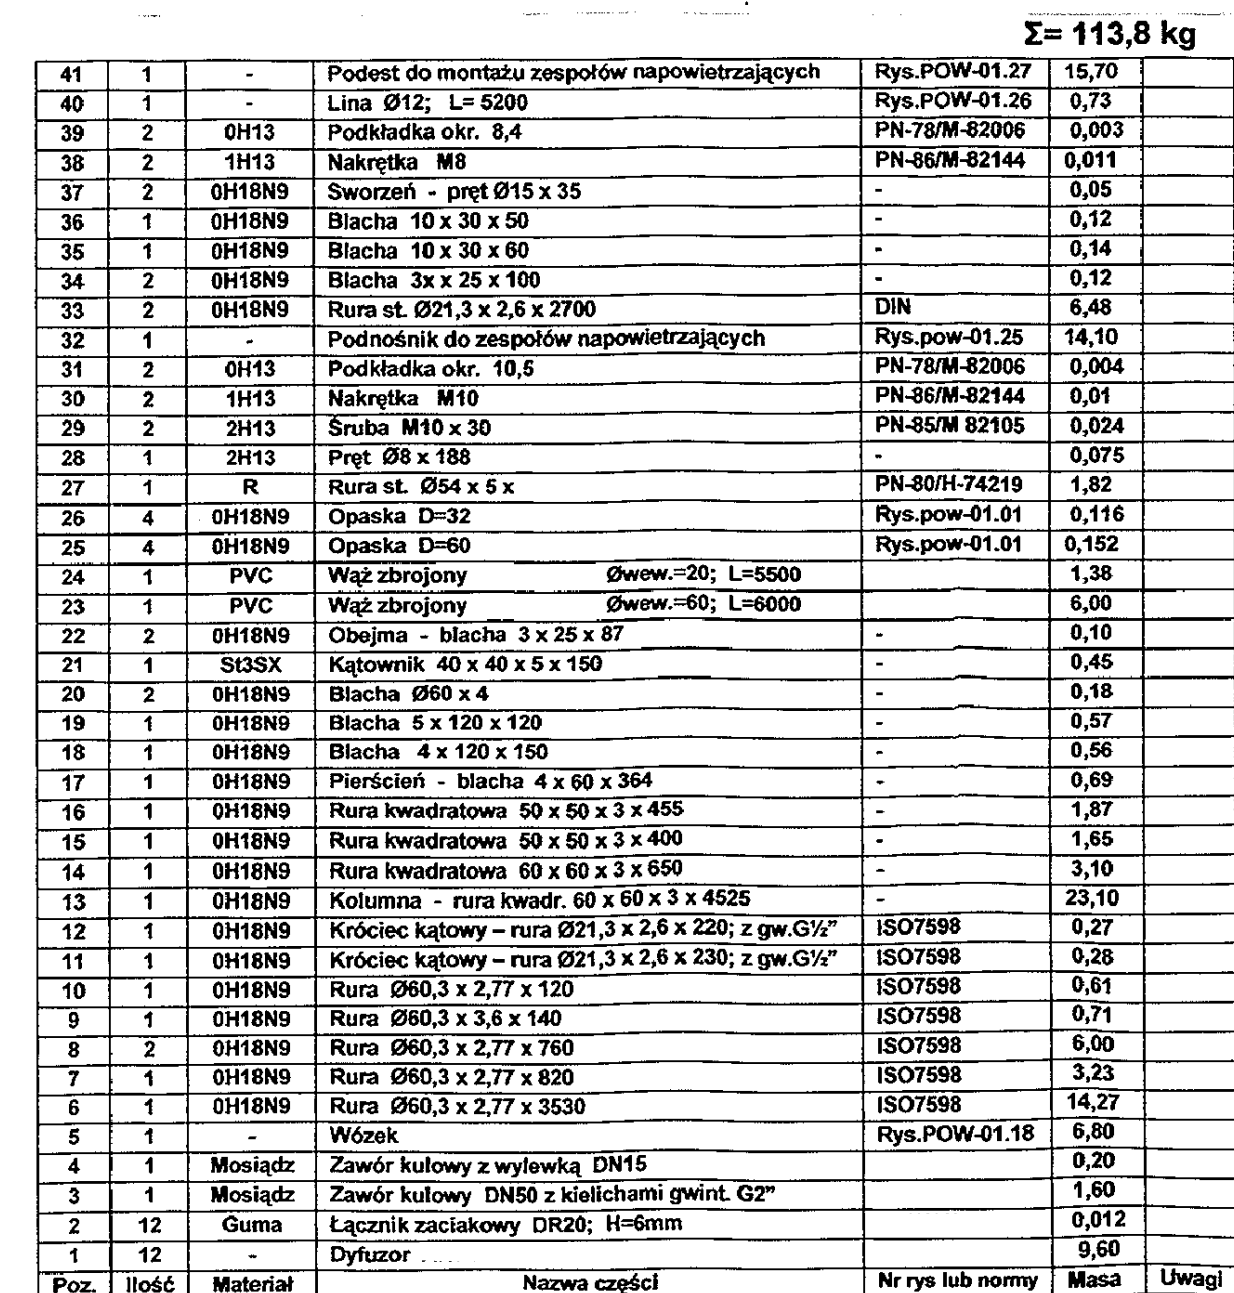 Σ= 113,8 kg
41 1 - Podest do montażu zespołów napowietrzających Rys.POW-01.27 15,70
40 1 - Lina Ø12; L= 5200 Rys.POW-01.26 0,73
39 2 0H13 Podkładka okr. 8,4 PN-78/M-82006 0,003
38 2 1H13 Nakrętka M8 PN-86/M-82144 0,011
37 2 0H18N9 Sworzeń - pręt Ø15 x 35 - 0,05
36 1 0H18N9 Blacha 10 x 30 x 50 - 0,12
35 1 0H18N9 Blacha 10 x 30 x 60 - 0,14
34 2 0H18N9 Blacha 3x x 25 x 100 - 0,12
33 2 0H18N9 Rura st. Ø21,3 x 2,6 x 2700 DIN 6,48
32 1 - Podnośnik do zespołów napowietrzających Rys.pow-01.25 14,10
31 2 0H13 Podkładka okr. 10,5 PN-78/M-82006 0,004
30 2 1H13 Nakrętka M10 PN-86/M-82144 0,01
29 2 2H13 Śruba M10 x 30 PN-85/M 82105 0,024
28 1 2H13 Pręt Ø8 x 188 - 0,075
27 1 R Rura st. Ø54 x 5 x PN-80/H-74219 1,82
26 4 0H18N9 Opaska D=32 Rys.pow-01.01 0,116
25 4 0H18N9 Opaska D=60 Rys.pow-01.01 0,152
24 1 PVC Wąż zbrojony Øwew.=20; L=5500 1,38
23 1 PVC Wąż zbrojony Øwew.=60; L=6000 6,00
22 2 0H18N9 Obejma - blacha 3 x 25 x 87 - 0,10
21 1 St3SX Kątownik 40 x 40 x 5 x 150 - 0,45
20 2 0H18N9 Blacha Ø60 x 4 - 0,18
19 1 0H18N9 Blacha 5 x 120 x 120 - 0,57
18 1 0H18N9 Blacha 4 x 120 x 150 - 0,56
17 1 0H18N9 Pierścień - blacha 4 x 60 x 364 - 0,69
16 1 0H18N9 Rura kwadratowa 50 x 50 x 3 x 455 - 1,87
15 1 0H18N9 Rura kwadratowa 50 x 50 x 3 x 400 - 1,65
14 1 0H18N9 Rura kwadratowa 60 x 60 x 3 x 650 - 3,10
13 1 0H18N9 Kolumna - rura kwadr. 60 x 60 x 3 x 4525 - 23,10
12 1 0H18N9 Króciec kątowy – rura Ø21,3 x 2,6 x 220; z gw.G½” ISO7598 0,27
11 1 0H18N9 Króciec kątowy – rura Ø21,3 x 2,6 x 230; z gw.G½” ISO7598 0,28
10 1 0H18N9 Rura Ø60,3 x 2,77 x 120 ISO7598 0,61
9 1 0H18N9 Rura Ø60,3 x 3,6 x 140 ISO7598 0,71
8 2 0H18N9 Rura Ø60,3 x 2,77 x 760 ISO7598 6,00
7 1 0H18N9 Rura Ø60,3 x 2,77 x 820 ISO7598 3,23
6 1 0H18N9 Rura Ø60,3 x 2,77 x 3530 ISO7598 14,27
5 1 - Wózek Rys.POW-01.18 6,80
4 1 Mosiądz Zawór kulowy z wylewką DN15 0,20
3 1 Mosiądz Zawór kulowy DN50 z kielichami gwint. G2” 1,60
2 12 Guma Łącznik zaciakowy DR20; H=6mm 0,012
1 12 - Dyfuzor 9,60
Poz. Ilość Materiał Nazwa części Nr rys lub normy Masa Uwagi